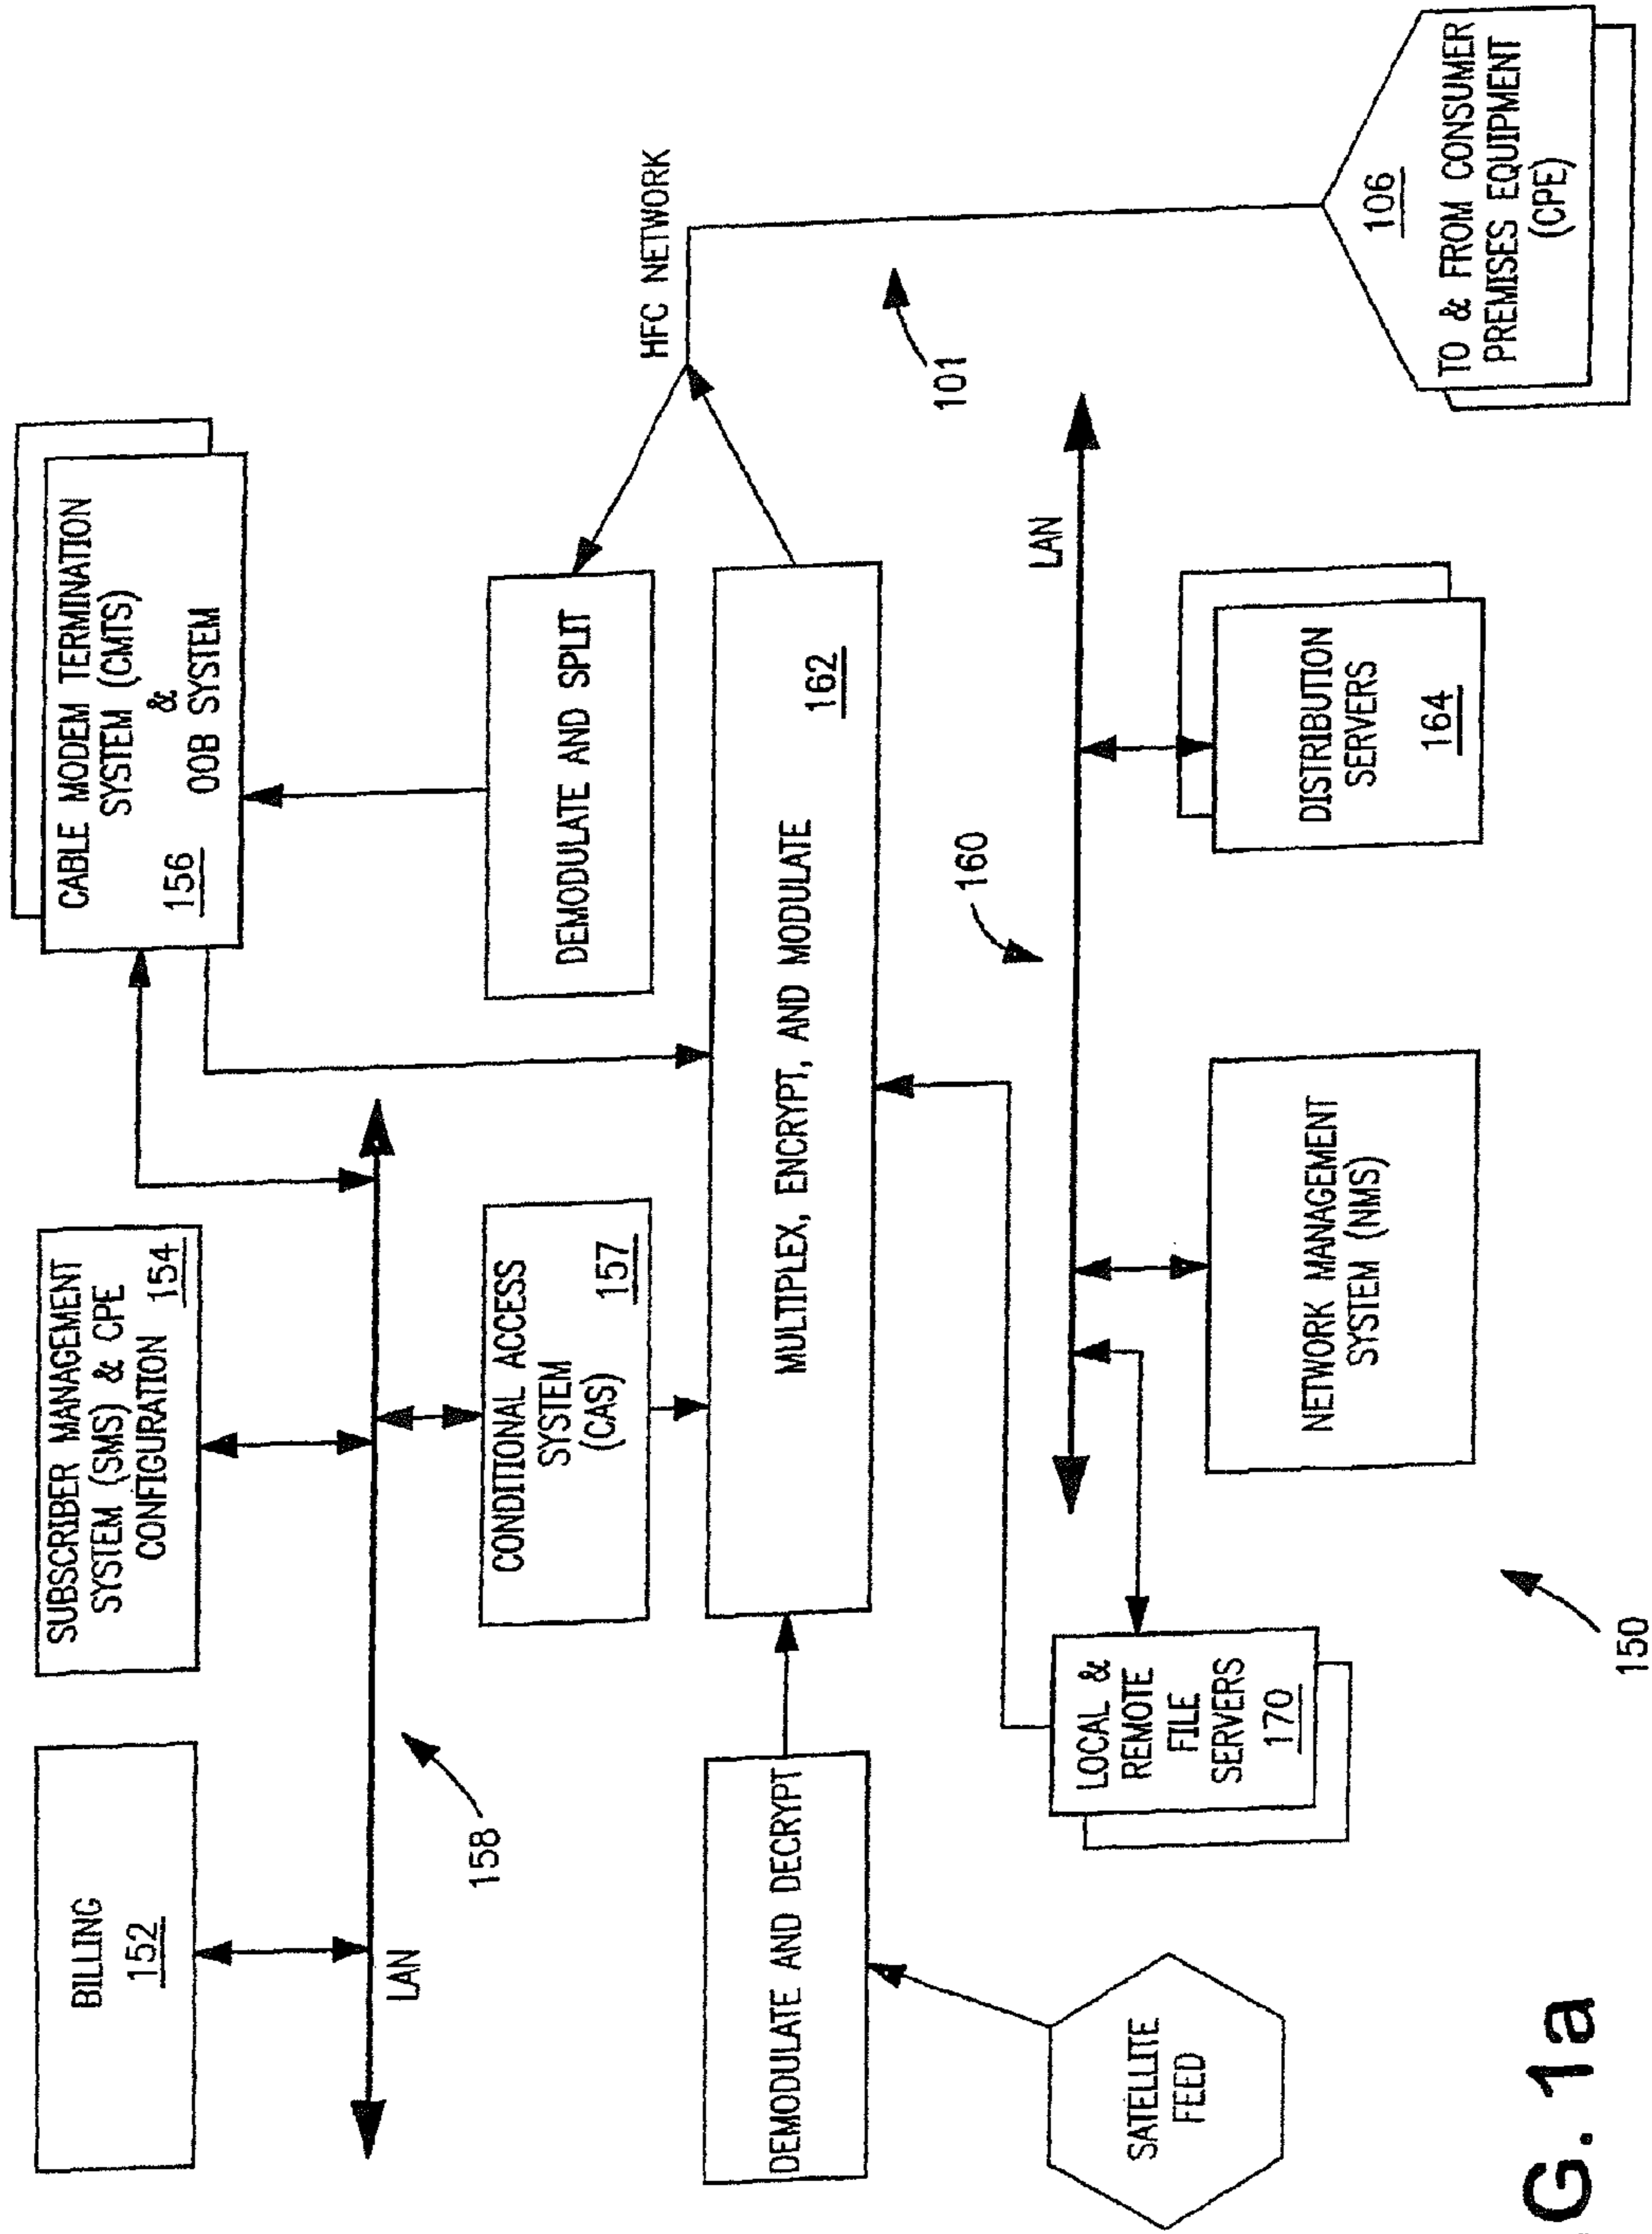 BILLING
152
SUBSCRIBER MANAGEMENT
SYSTEM (SMS) & CPE
CONFIGURATION 154
CABLE MODEM TERMINATION
SYSTEM (CMTS)
&
156 OOB SYSTEM
LAN
158
CONDITIONAL ACCESS
SYSTEM 157
(CAS)
DEMODULATE AND SPLIT
HFC NETWORK
DEMODULATE AND DECRYPT
MULTIPLEX, ENCRYPT, AND MODULATE 162
101
SATELLITE
FEED
LOCAL &
REMOTE
FILE
SERVERS
170
160
LAN
NETWORK MANAGEMENT
SYSTEM (NMS)
DISTRIBUTION
SERVERS
164
106
TO & FROM CONSUMER
PREMISES EQUIPMENT
(CPE)
150
G. 1a